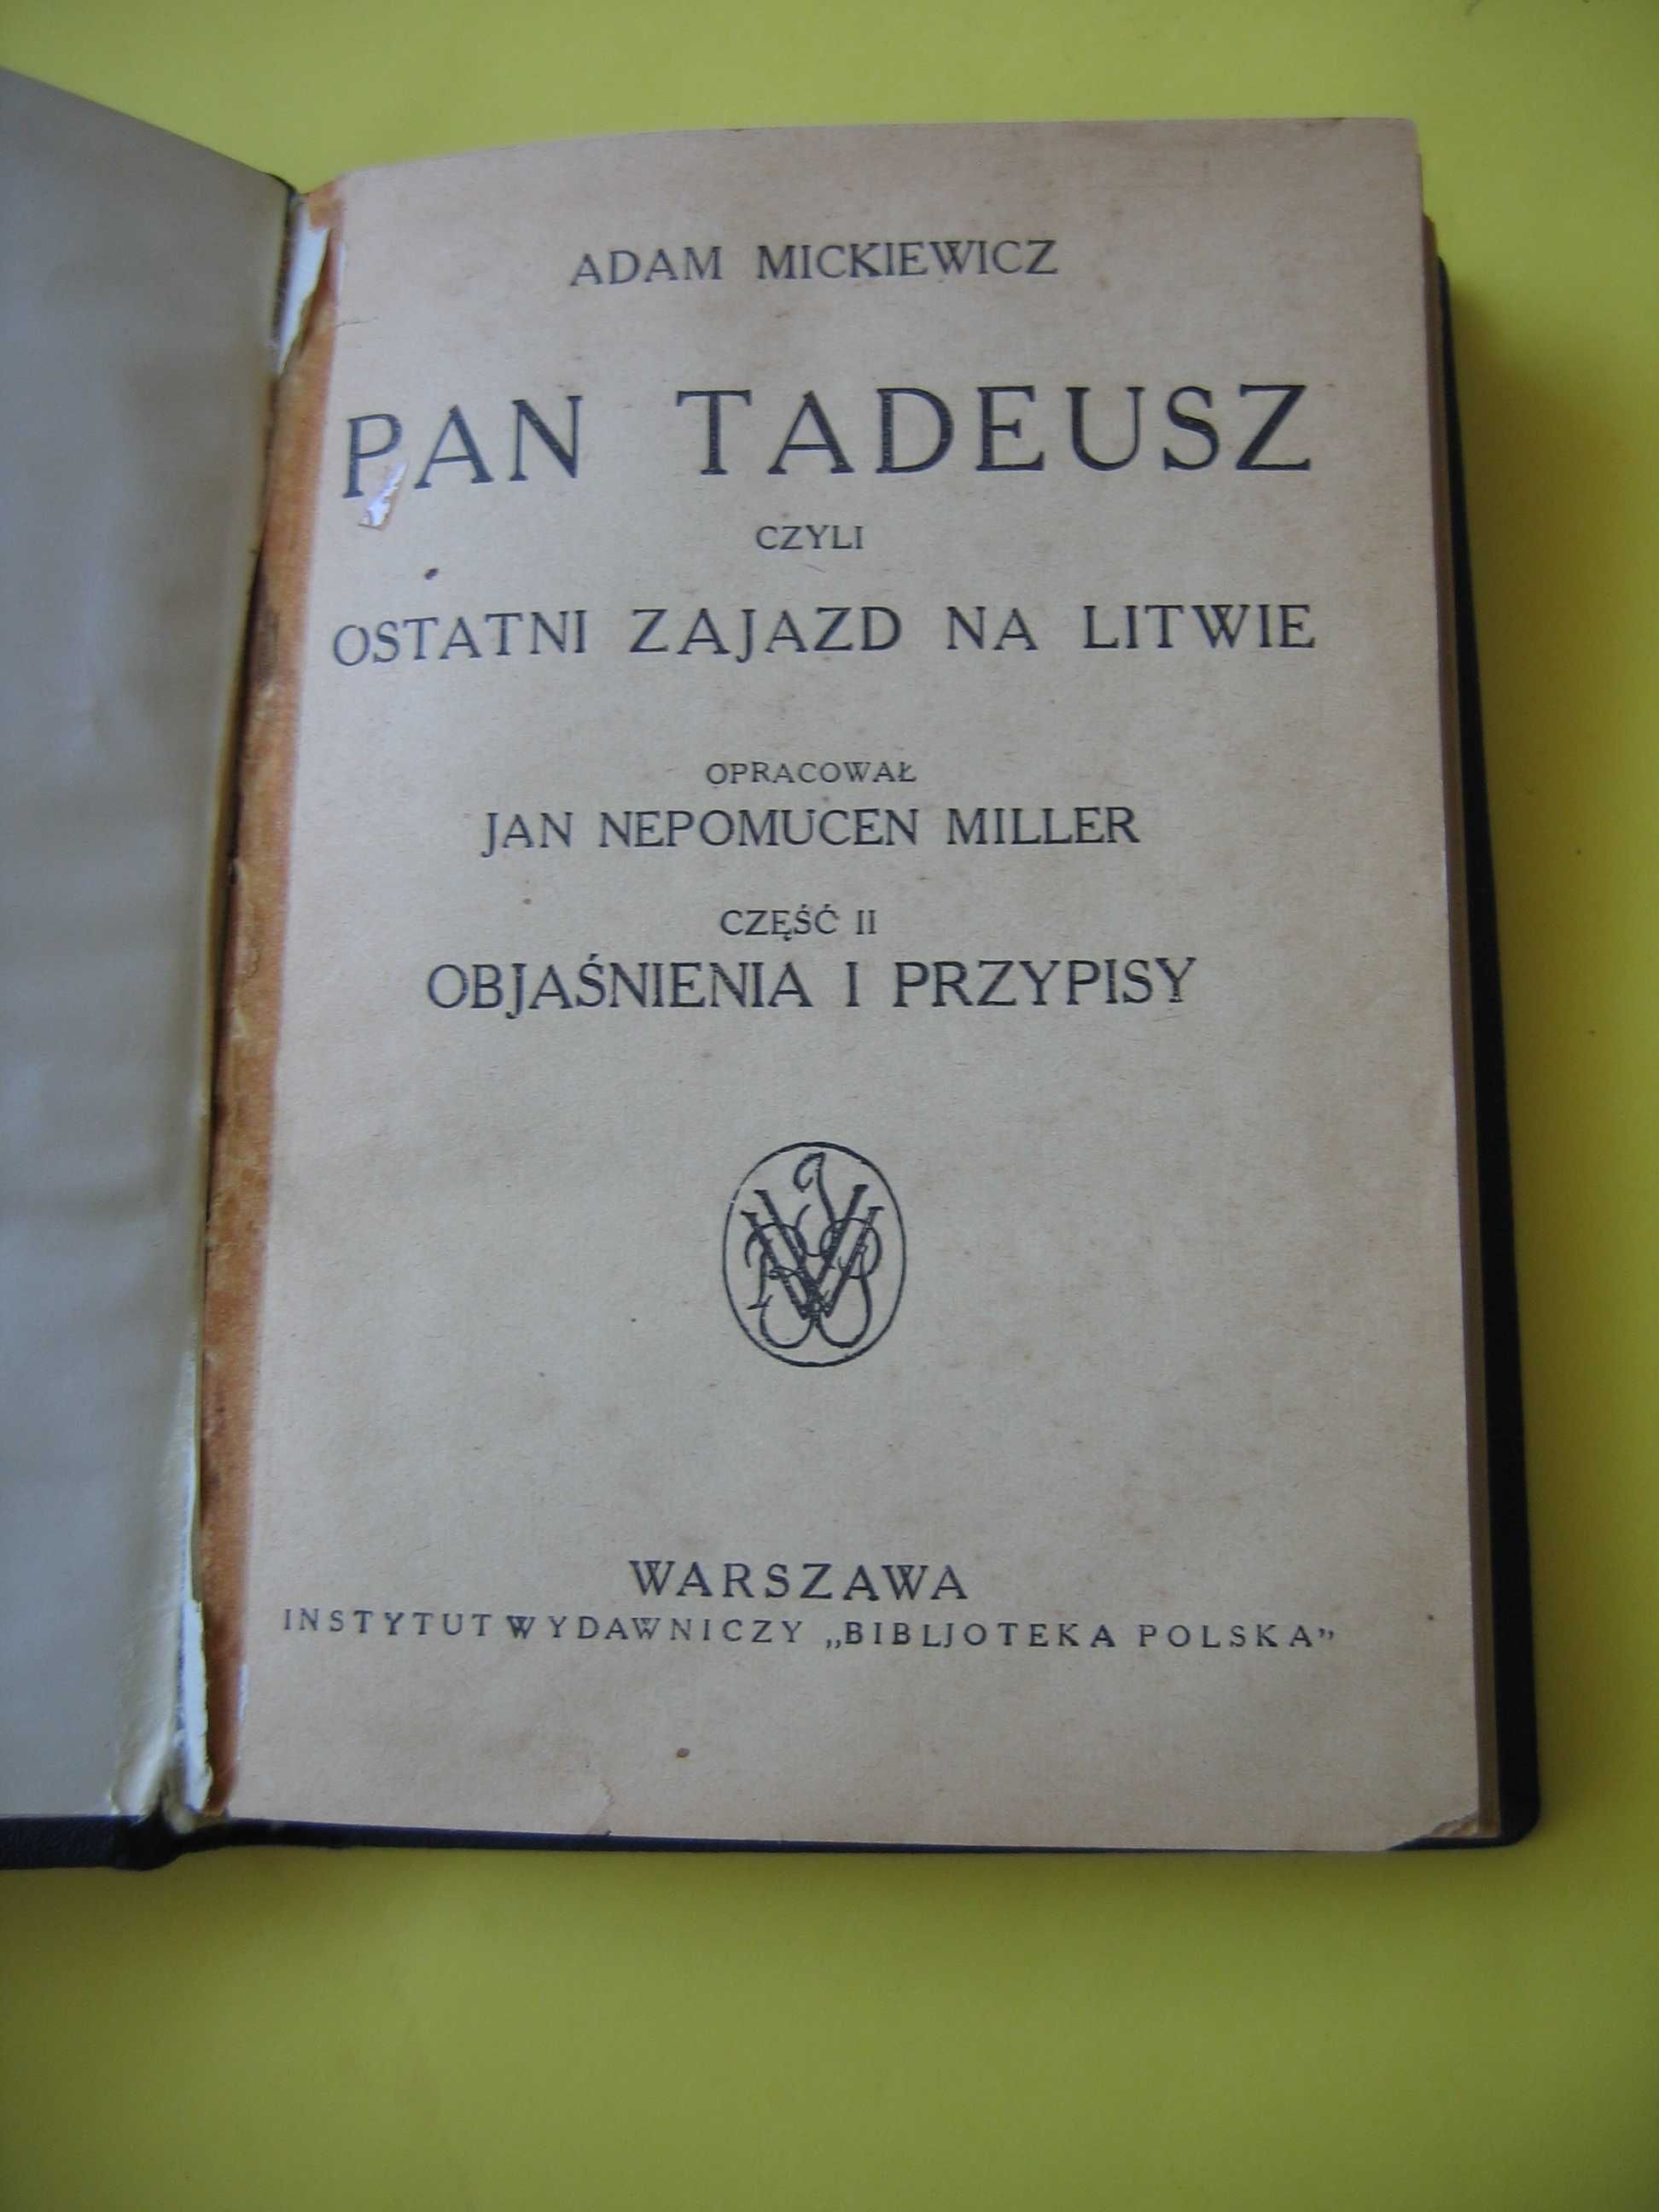 ADAM MICKIEWICZ
PAN TADEUSZ
CZYLI
OSTATNI ZAJAZD NA LITWIE
OPRACOWAŁ
JAN NEPOMUCEN MILLER
CZĘŚĆ II
OBJAŚNIENIA I PRZYPISY
WARSZAWA
INSTYTUT WYDAWNICZY „BIBLJOTEKA POLSKA”